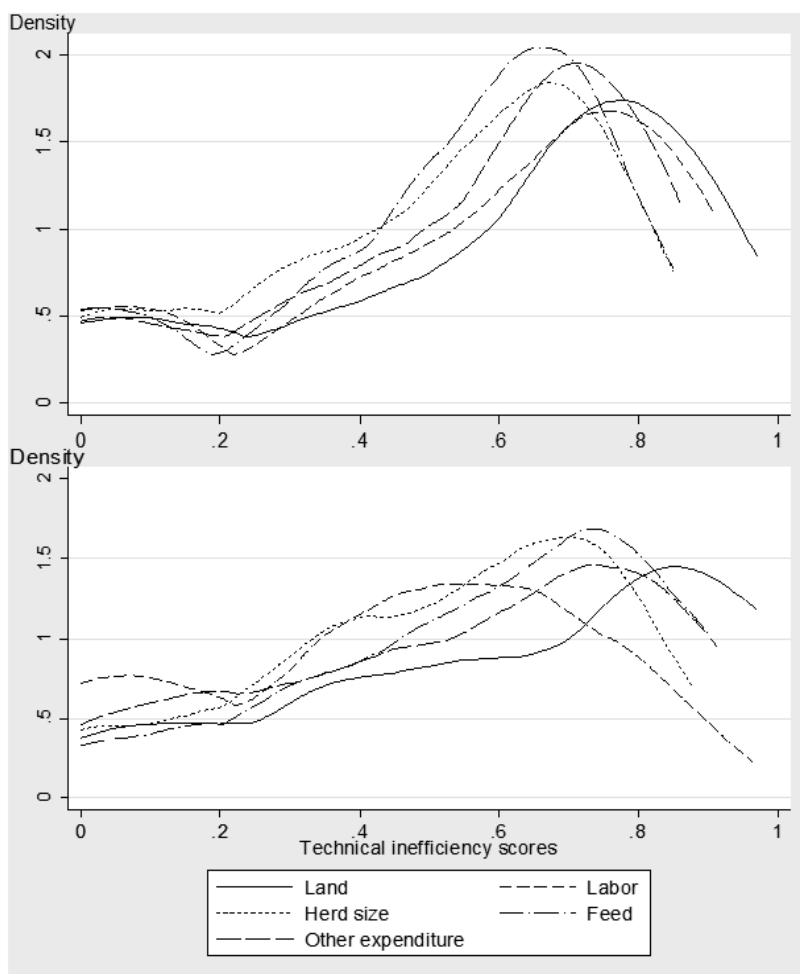 Density
2
1.5
1
.5
0
0 .2 .4 .6 .8 1
Density
2
1.5
1
.5
0
0 .2 .4 .6 .8 1
Technical inefficiency scores
Land Labor
Herd size Feed
Other expenditure